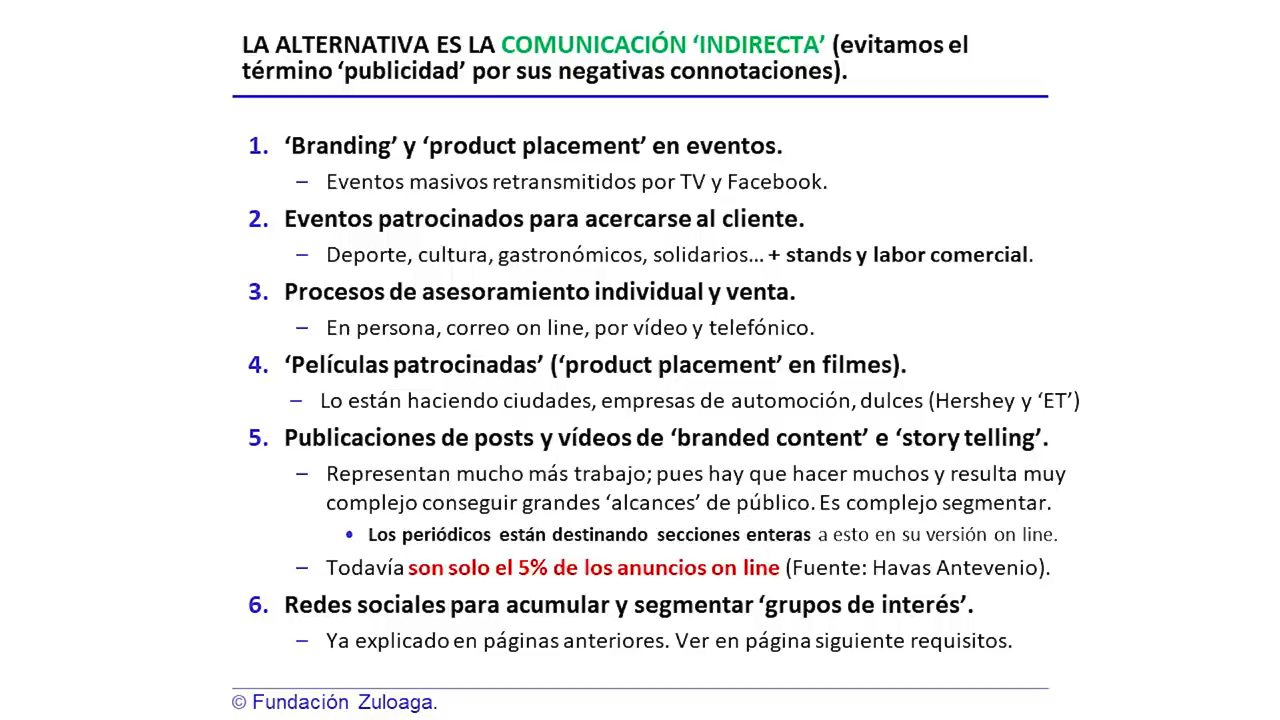 LA ALTERNATIVA ES LA COMUNICACIÓN ‘INDIRECTA’ (evitamos el
término ‘publicidad’ por sus negativas connotaciones).
1. ‘Branding’ y ‘product placement’ en eventos.
– Eventos masivos retransmitidos por TV y Facebook.
2. Eventos patrocinados para acercarse al cliente.
– Deporte, cultura, gastronómicos, solidarios… + stands y labor comercial.
3. Procesos de asesoramiento individual y venta.
– En persona, correo on line, por vídeo y telefónico.
4. ‘Películas patrocinadas’ (‘product placement’ en filmes).
– Lo están haciendo ciudades, empresas de automoción, dulces (Hershey y ‘ET’)
5. Publicaciones de posts y vídeos de ‘branded content’ e ‘story telling’.
– Representan mucho más trabajo; pues hay que hacer muchos y resulta muy
complejo conseguir grandes ‘alcances’ de público. Es complejo segmentar.
• Los periódicos están destinando secciones enteras a esto en su versión on line.
– Todavía son solo el 5% de los anuncios on line (Fuente: Havas Antevenio).
6. Redes sociales para acumular y segmentar ‘grupos de interés’.
– Ya explicado en páginas anteriores. Ver en página siguiente requisitos.
© Fundación Zuloaga.